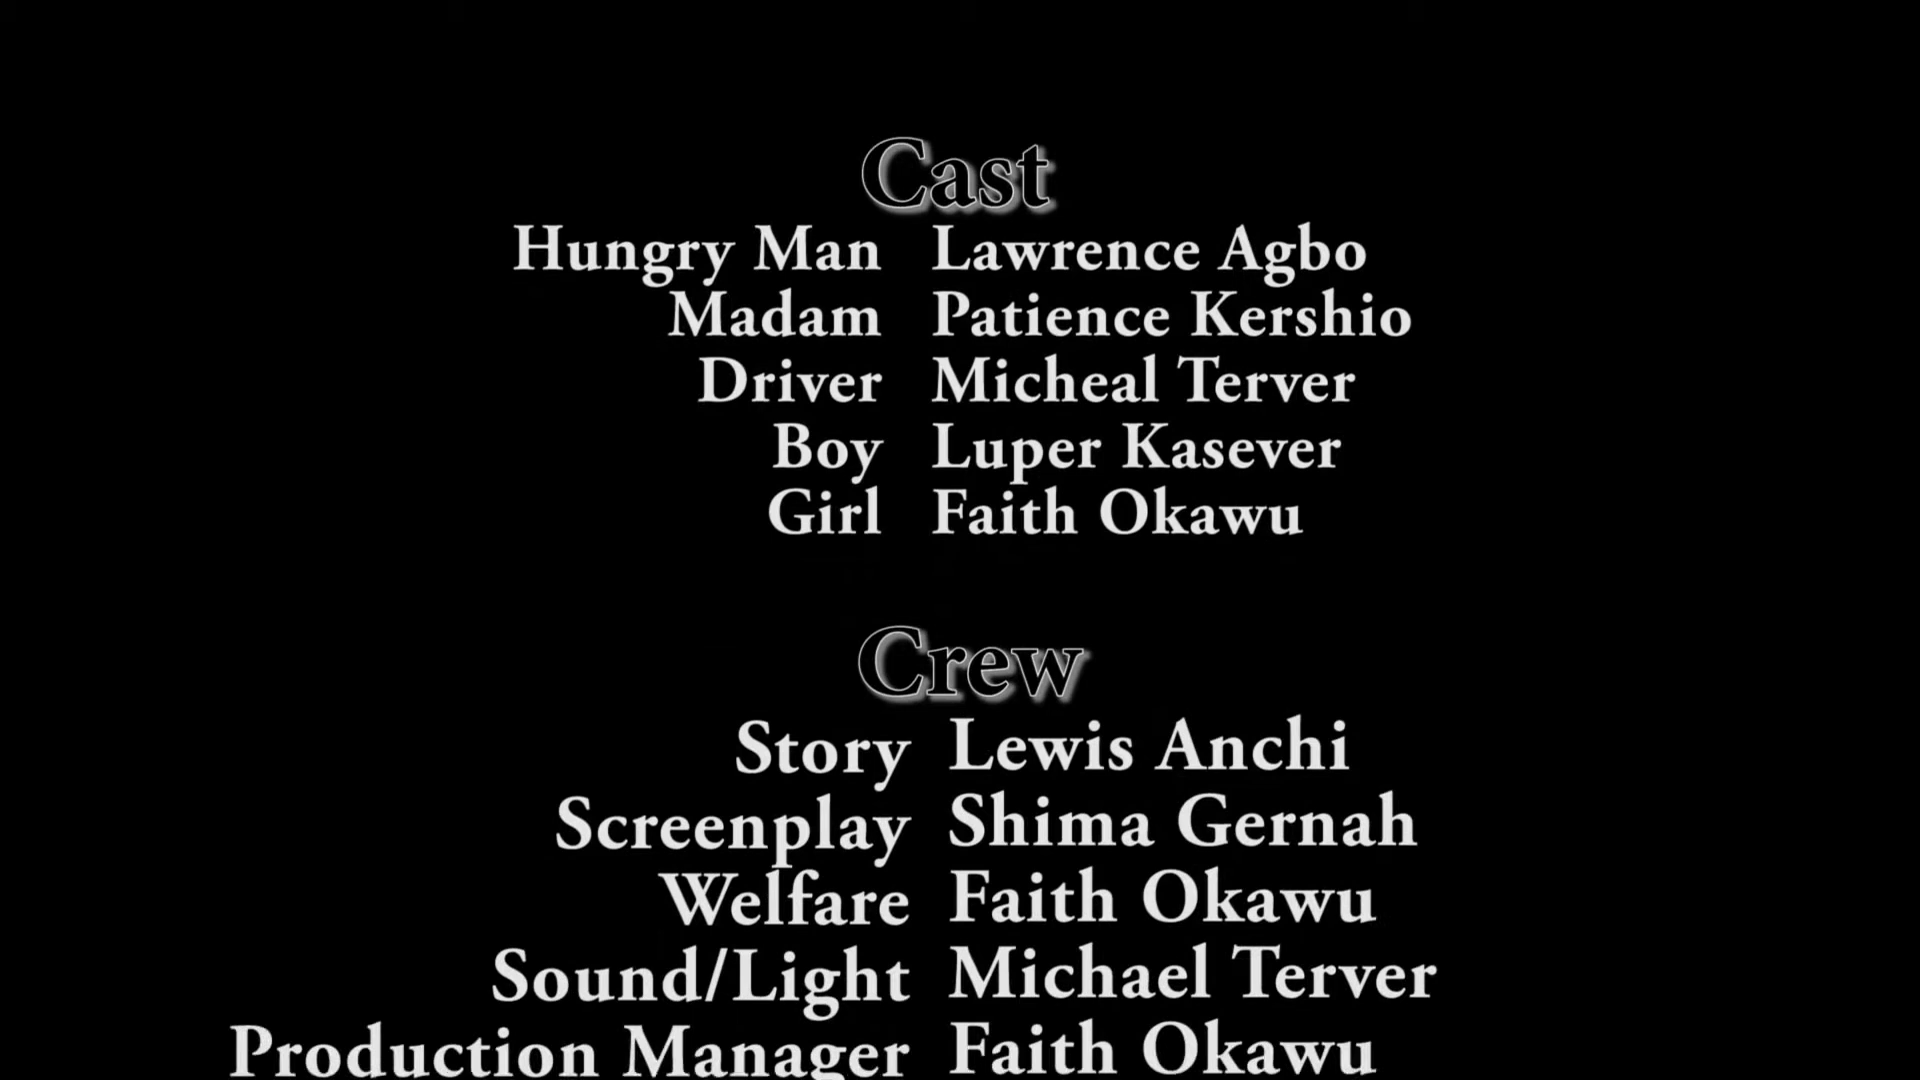 Cast
Hungry Man Lawrence Agbo
Madam Patience Kershio
Driver Micheal Terver
Boy Luper Kasever
Girl Faith Okawu
Crew
Story Lewis Anchi
Screenplay Shima Gernah
Welfare Faith Okawu
Sound/Light Michael Terver
Production Manager Faith Okawu